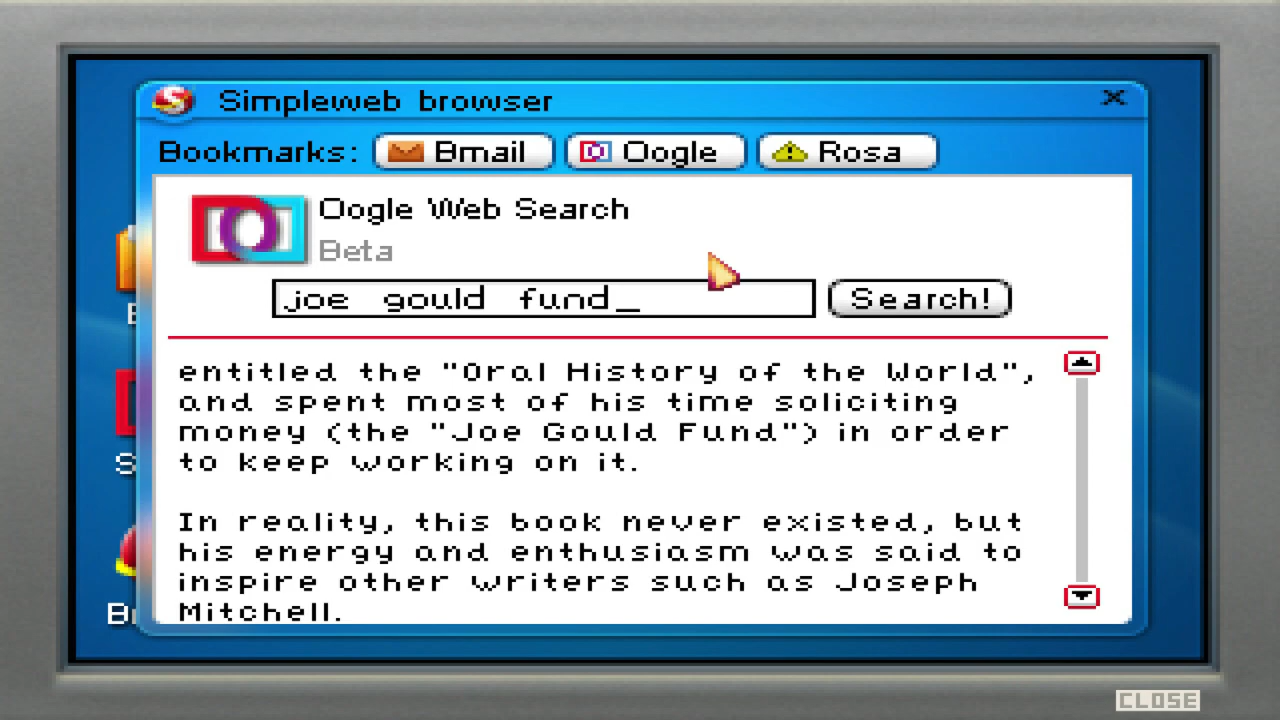 Simpleweb browser
Bookmarks: Bmail Oogle Rosa
Oogle Web Search
Beta
joe gould fund_ Search!
entitled the "Oral History of the World",
and spent most of his time soliciting
money (the "Joe Gould Fund") in order
to keep working on it.
In reality, this book never existed, but
his energy and enthusiasm was said to
inspire other writers such as Joseph
Mitchell.
CLOSE